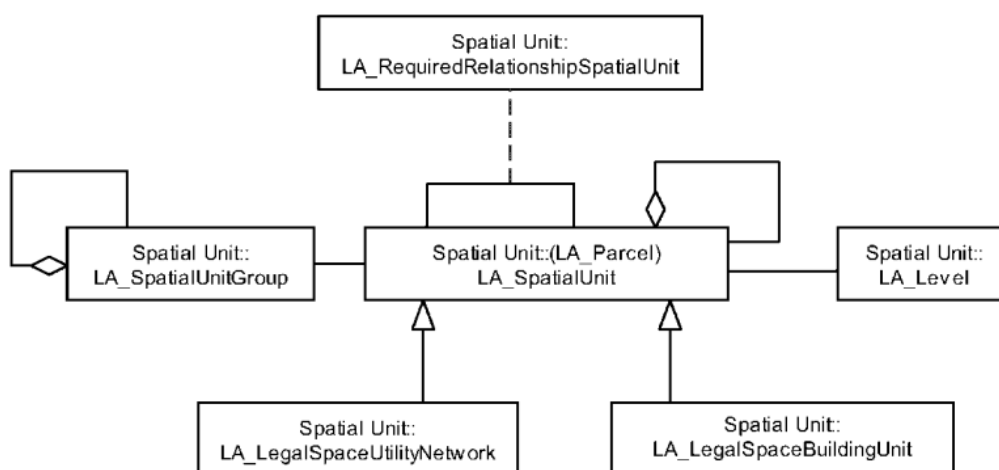 Spatial Unit::
LA_RequiredRelationshipSpatialUnit
Spatial Unit::
LA_SpatialUnitGroup
Spatial Unit::(LA_Parcel)
LA_SpatialUnit
Spatial Unit::
LA_Level
Spatial Unit::
LA_LegalSpaceUtilityNetwork
Spatial Unit::
LA_LegalSpaceBuildingUnit